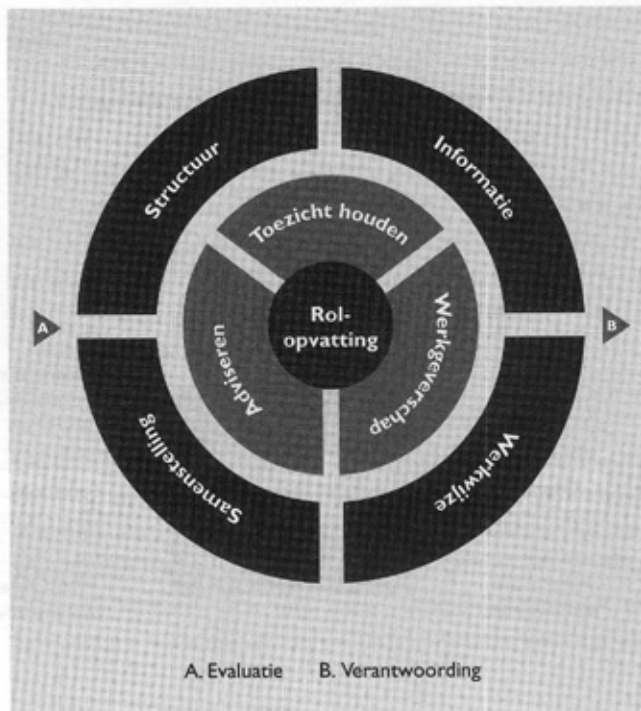 Structuur
Informatie
Toezicht houden
A
Rol-
opvatting
B
Adviseren
Werkgeverschap
Samenstelling
Werkwijze
A. Evaluatie B. Verantwoording